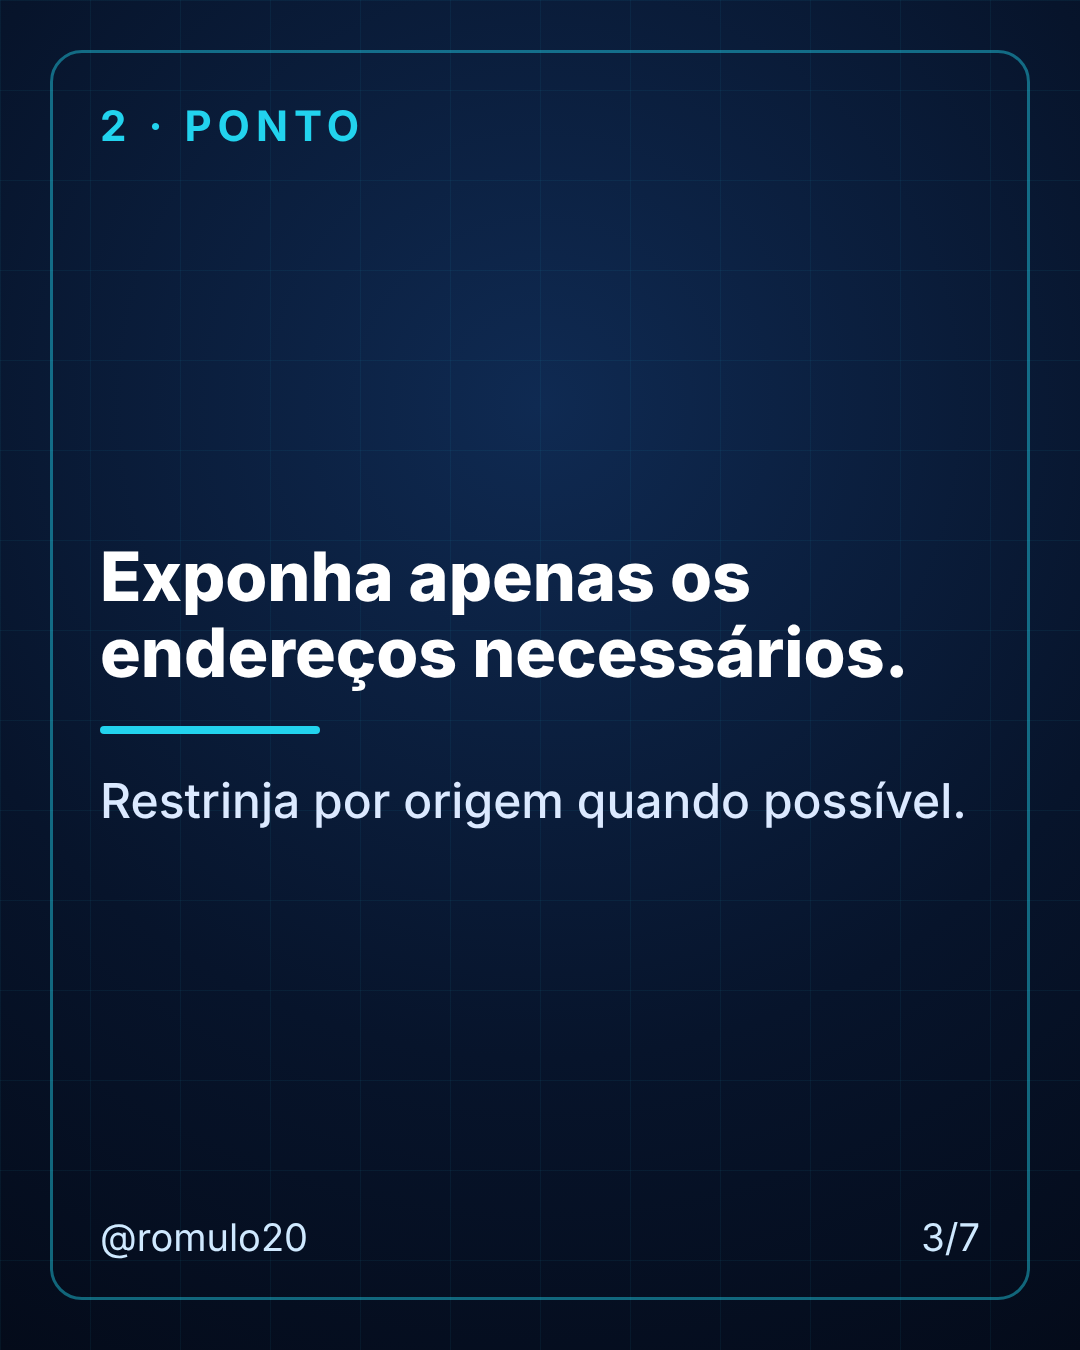 2 · PONTO
Exponha apenas os
endereços necessários.
Restrinja por origem quando possível.
@romulo20
3/7